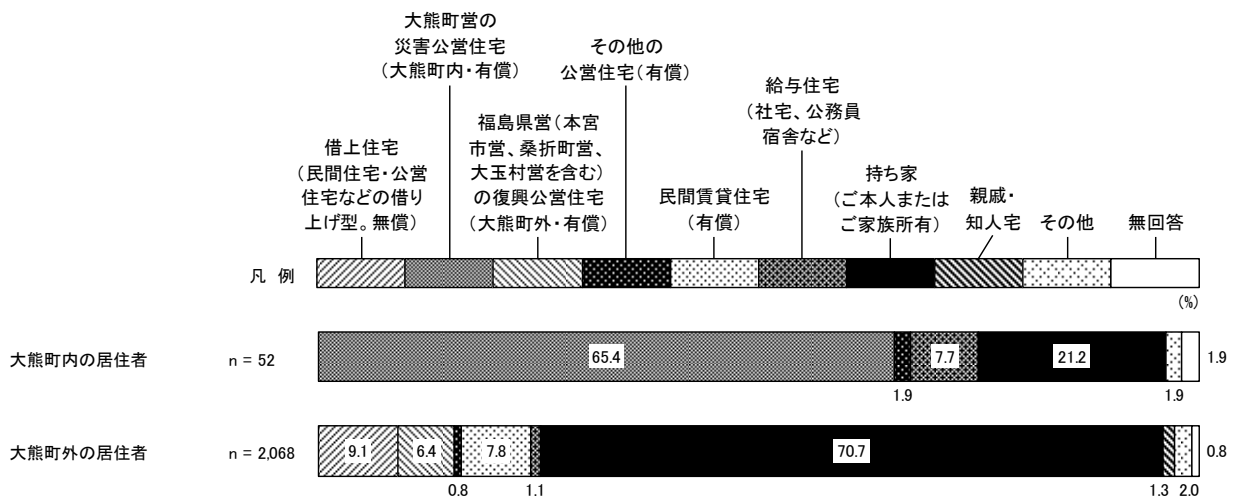 大熊町営の
災害公営住宅
（大熊町内・有償）
その他の
公営住宅（有償）
給与住宅
（社宅、公務員
宿舎など）
借上住宅
（民間住宅・公営
住宅などの借り
上げ型。無償）
福島県営（本宮
市営、桑折町営、
大玉村営を含む）
の復興公営住宅
（大熊町外・有償）
民間賃貸住宅
（有償）
持ち家
（ご本人または
ご家族所有）
親戚・
知人宅
その他
無回答
凡 例
(%)
大熊町内の居住者 n = 52 65.4 7.7 21.2 1.9
1.9 1.9
大熊町外の居住者 n = 2,068 9.1 6.4 7.8 70.7 0.8
0.8 1.1 1.3 2.0